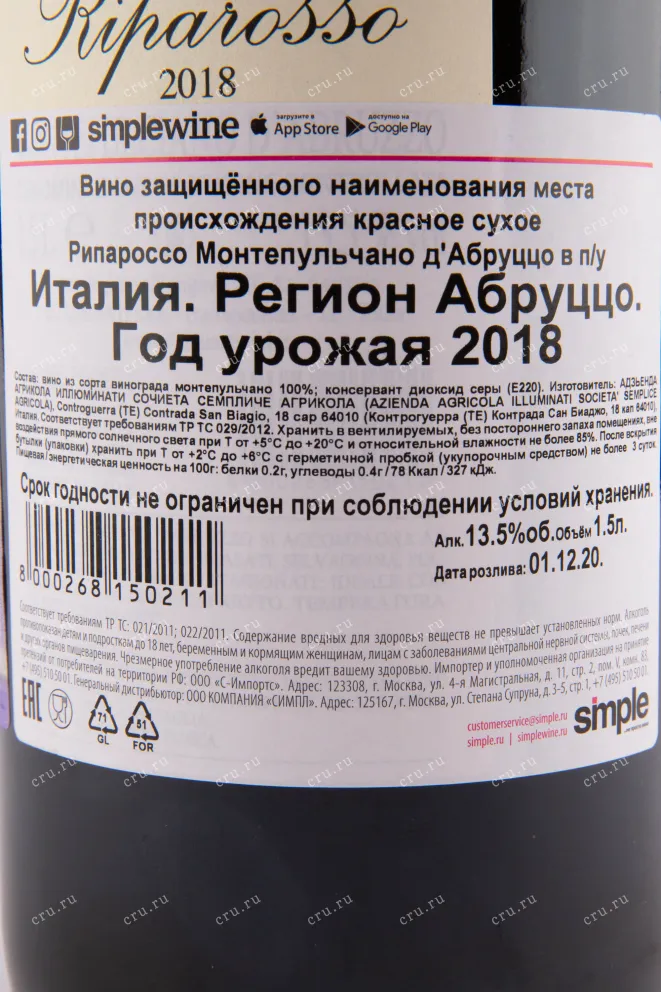 Riparosso
2018
simplewine загрузите в App Store доступно на Google Play
Вино защищённого наименования места
происхождения красное сухое
Рипароссо Монтепульчано д'Абруццо в п/у
Италия. Регион Абруццо.
Год урожая 2018
Состав: вино из сорта винограда монтепульчано 100%; консервант диоксид серы (Е220). Изготовитель: АДЗЬЕНДА
АГРИКОЛА ИЛЛЮМИНАТИ СОЧИЕТА СЕМПЛИЧЕ АГРИКОЛА (AZIENDA AGRICOLA ILLUMINATI SOCIETA' SEMPLICE
AGRICOLA), Controguerra (TE) Contrada San Biagio, 18 cap 64010 (Контрогуерра (ТЕ) Контрада Сан Биаджо, 18 кап 64010),
Италия. Соответствует требованиям ТР ТС 029/2012. Хранить в вентилируемых, без постороннего запаха помещениях, вне
воздействия прямого солнечного света при Т от +5°С до +20°С и относительной влажности не более 85%. После вскрытия
бутылки (упаковки) хранить при Т от +2°С до +6°С с герметичной пробкой (укупорочным средством) не более 3 суток.
Пищевая/энергетическая ценность на 100г: белки 0.2г, углеводы 0.4г/78 Ккал/327 кДж.
Срок годности не ограничен при соблюдении условий хранения.
Алк. 13.5%об. Объём 1.5л.
Дата розлива: 01.12.20.
8 000268 150211
Соответствует требованиям ТР ТС: 021/2011; 022/2011. Содержание вредных для здоровья веществ не превышает установленных норм. Алкоголь
противопоказан детям и подросткам до 18 лет, беременным и кормящим женщинам, лицам с заболеваниями центральной нервной системы, почек, печени
и других органов пищеварения. Чрезмерное употребление алкоголя вредит вашему здоровью. Импортер и уполномоченная организация на принятие
претензий от потребителей на территории РФ: ООО «С-Импортс». Адрес: 123308, г. Москва, ул. 4-я Магистральная, д. 11, стр. 2, пом. V, комн. 83,
+7(495) 510 50 01. Генеральный дистрибьютор: ООО КОМПАНИЯ «СИМПЛ». Адрес: 125167, г. Москва, ул. Степана Супруна, д. 3-5, стр.1, +7 (495) 510 50 01.
EAC 71 GL 51 FOR
customerservice@simple.ru
simple.ru | simplewine.ru
simple
cru.ru